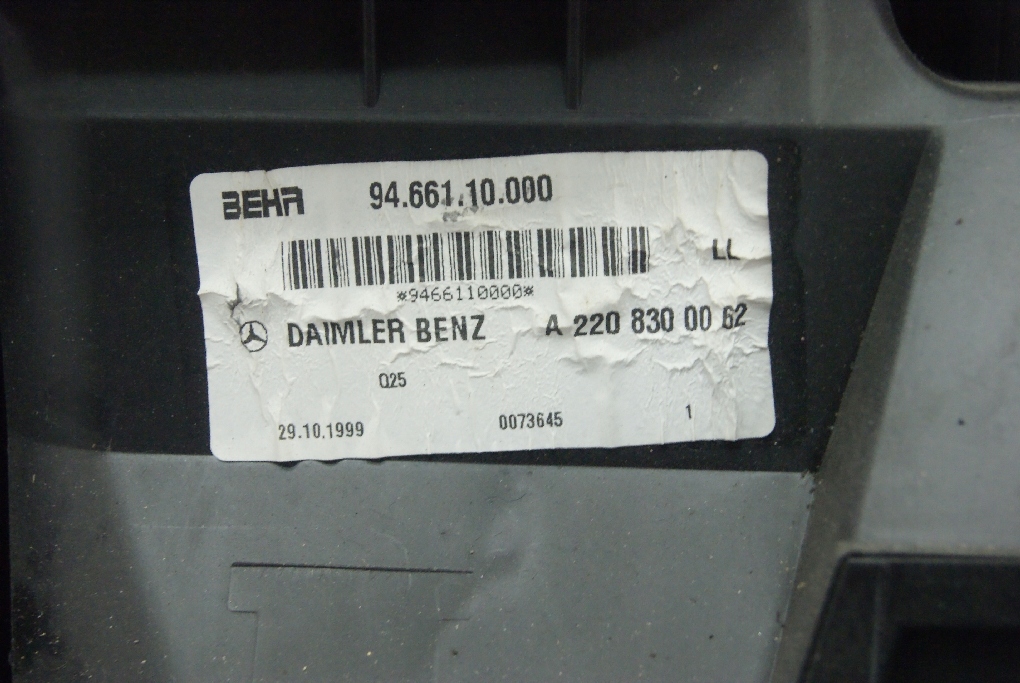 BEHR 94.661.10.000
LL
*9466110000*
DAIMLER BENZ A 220 830 00 62
Q25
29.10.1999 0073645 1